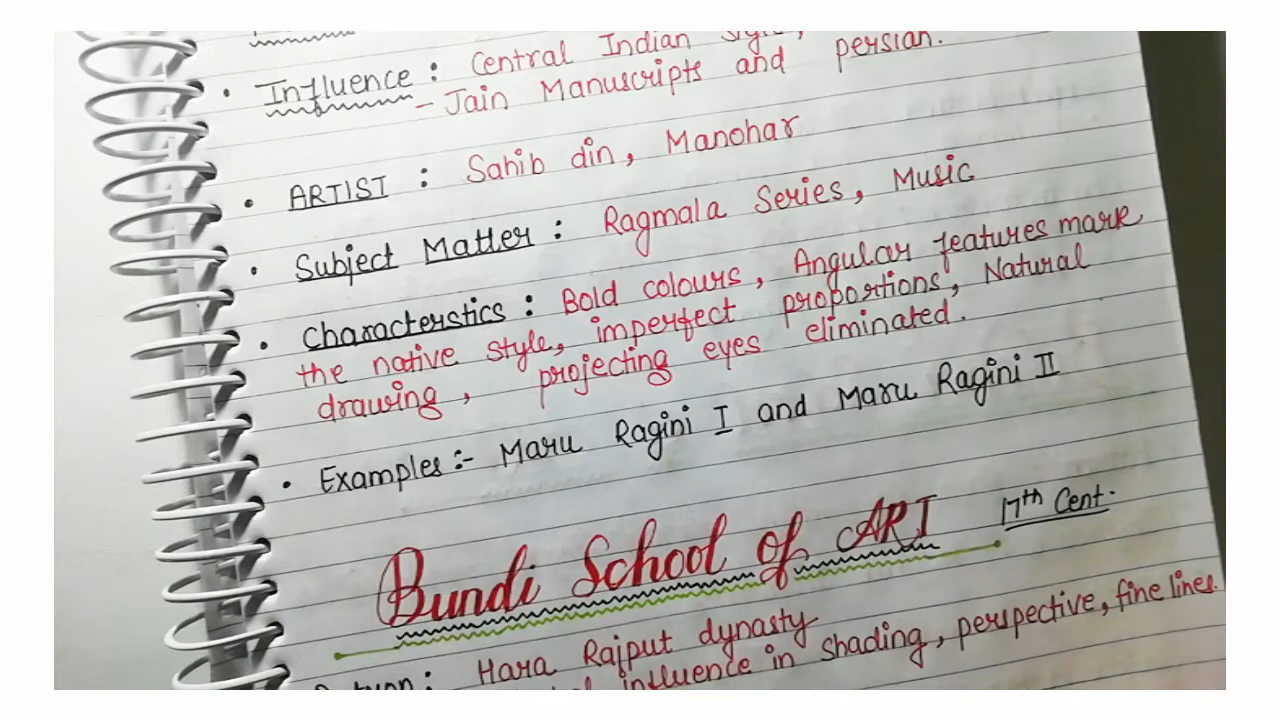 • Influence : Central Indian Style,
– Jain Manuscripts and persian.
• ARTIST : Sahib din, Manohar
• Subject Matter : Ragmala Series, Music
• Characterstics : Bold colours, Angular features mark
the native style, imperfect proportions, Natural
drawing, projecting eyes eliminated.
• Examples :- Maru Ragini I and Maru Ragini II
Bundi School of ART 17th Cent.
: Hara Rajput dynasty
influence in shading, perspective, fine lines.